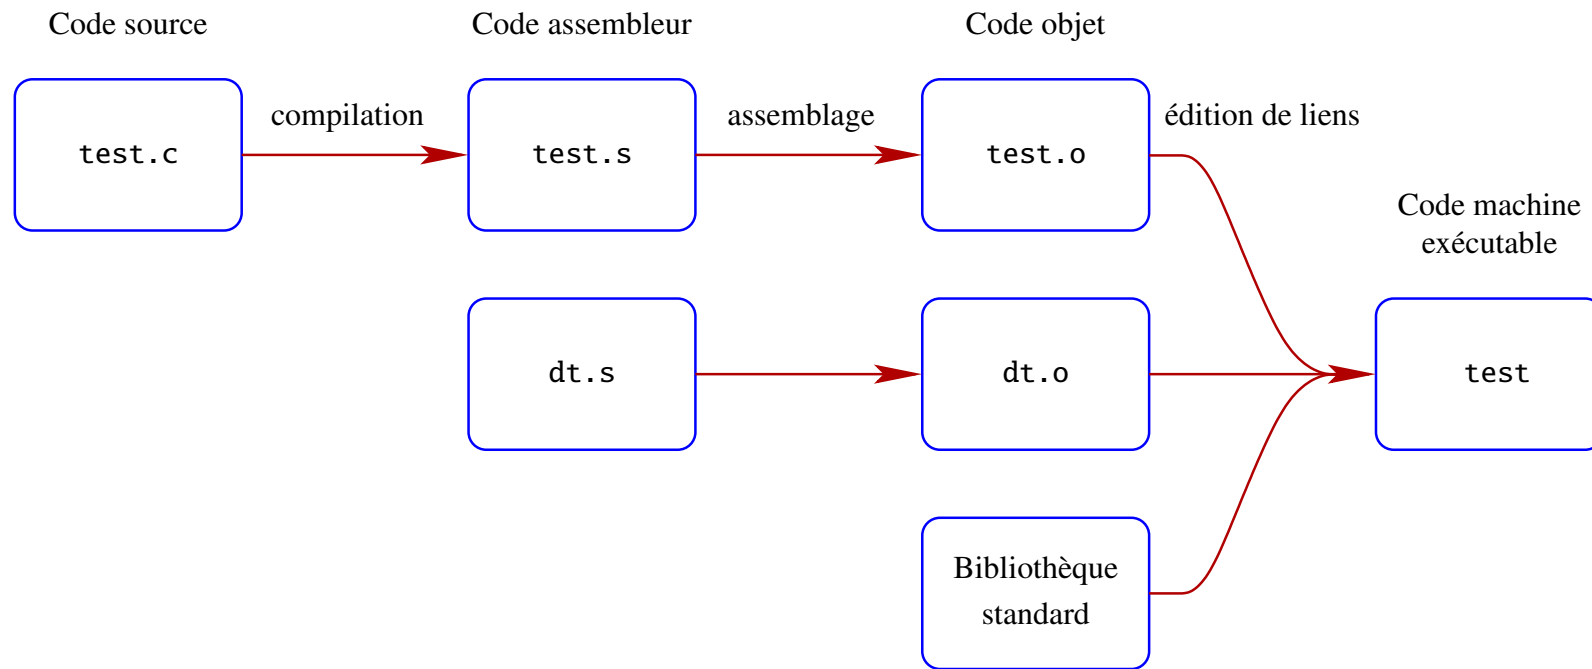 Code source
Code assembleur
Code objet
compilation
assemblage
édition de liens
test.c
test.s
test.o
Code machine
exécutable
dt.s
dt.o
test
Bibliothèque
standard